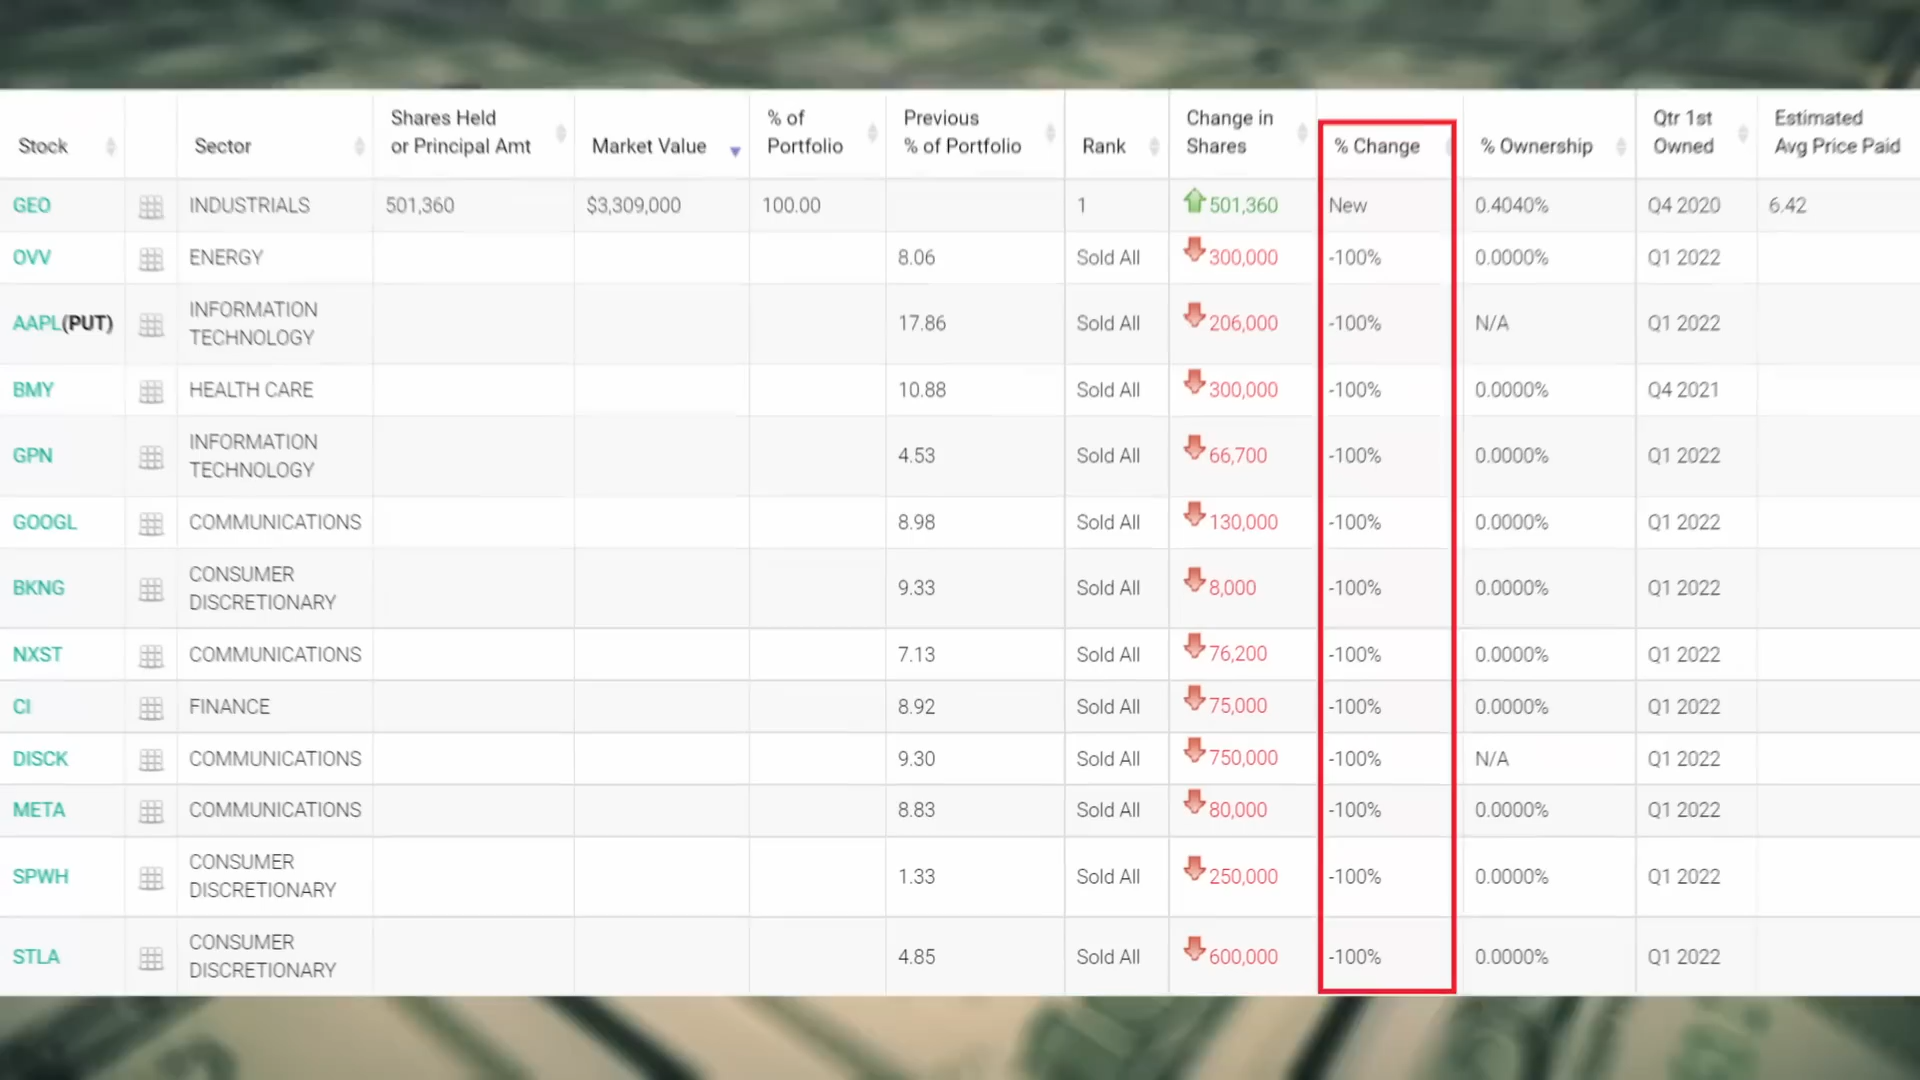 Stock Sector Shares Held or Principal Amt Market Value % of Portfolio Previous % of Portfolio Rank Change in Shares % Change % Ownership Qtr 1st Owned Estimated Avg Price Paid
GEO INDUSTRIALS 501,360 $3,309,000 100.00 1 501,360 New 0.4040% Q4 2020 6.42
OVV ENERGY 8.06 Sold All 300,000 -100% 0.0000% Q1 2022
AAPL(PUT) INFORMATION TECHNOLOGY 17.86 Sold All 206,000 -100% N/A Q1 2022
BMY HEALTH CARE 10.88 Sold All 300,000 -100% 0.0000% Q4 2021
GPN INFORMATION TECHNOLOGY 4.53 Sold All 66,700 -100% 0.0000% Q1 2022
GOOGL COMMUNICATIONS 8.98 Sold All 130,000 -100% 0.0000% Q1 2022
BKNG CONSUMER DISCRETIONARY 9.33 Sold All 8,000 -100% 0.0000% Q1 2022
NXST COMMUNICATIONS 7.13 Sold All 76,200 -100% 0.0000% Q1 2022
CI FINANCE 8.92 Sold All 75,000 -100% 0.0000% Q1 2022
DISCK COMMUNICATIONS 9.30 Sold All 750,000 -100% N/A Q1 2022
META COMMUNICATIONS 8.83 Sold All 80,000 -100% 0.0000% Q1 2022
SPWH CONSUMER DISCRETIONARY 1.33 Sold All 250,000 -100% 0.0000% Q1 2022
STLA CONSUMER DISCRETIONARY 4.85 Sold All 600,000 -100% 0.0000% Q1 2022